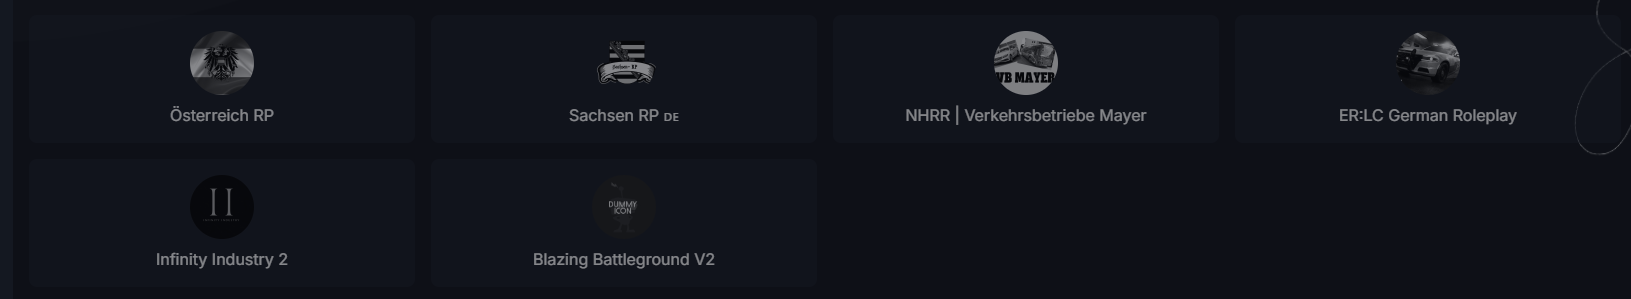 VB MAYER
Österreich RP
Sachsen RP DE
NHRR | Verkehrsbetriebe Mayer
ER:LC German Roleplay
II
DUMMY
ICON
Infinity Industry 2
Blazing Battleground V2